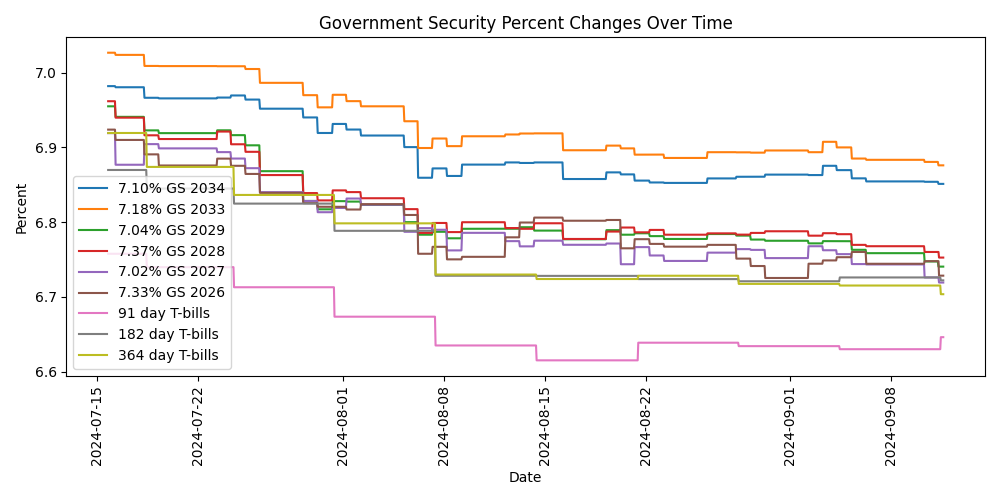 Government Security Percent Changes Over Time
Percent
7.0
6.9
6.8
6.7
6.6
7.10% GS 2034
7.18% GS 2033
7.04% GS 2029
7.37% GS 2028
7.02% GS 2027
7.33% GS 2026
91 day T-bills
182 day T-bills
364 day T-bills
2024-07-15
2024-07-22
2024-08-01
2024-08-08
2024-08-15
2024-08-22
2024-09-01
2024-09-08
Date